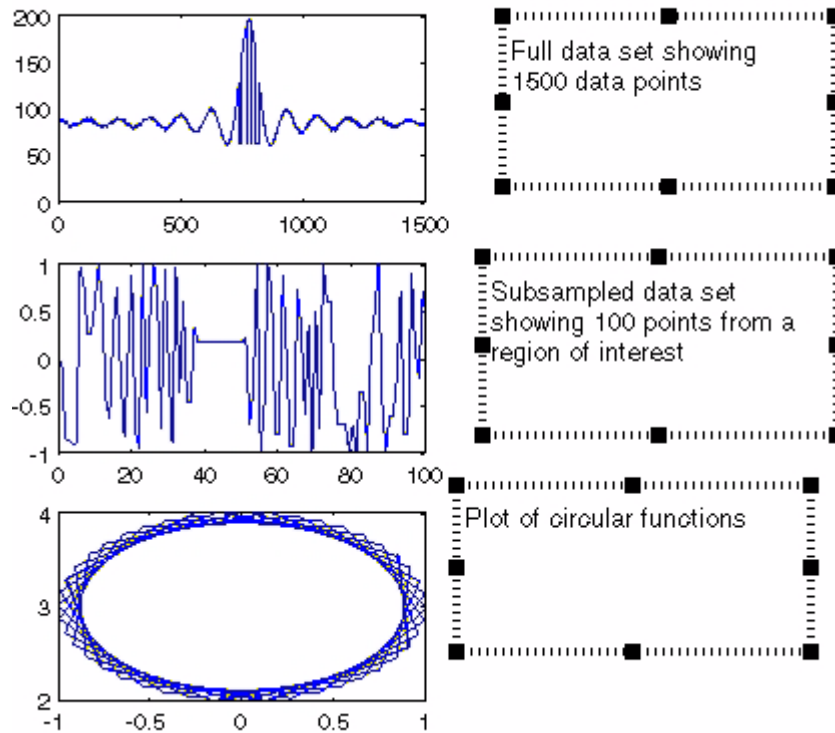 200
150
100
50
0
0 500 1000 1500
Full data set showing
1500 data points
1
0.5
0
-0.5
-1
0 20 40 60 80 100
Subsampled data set
showing 100 points from a
region of interest
4
3
2
-1 -0.5 0 0.5 1
Plot of circular functions